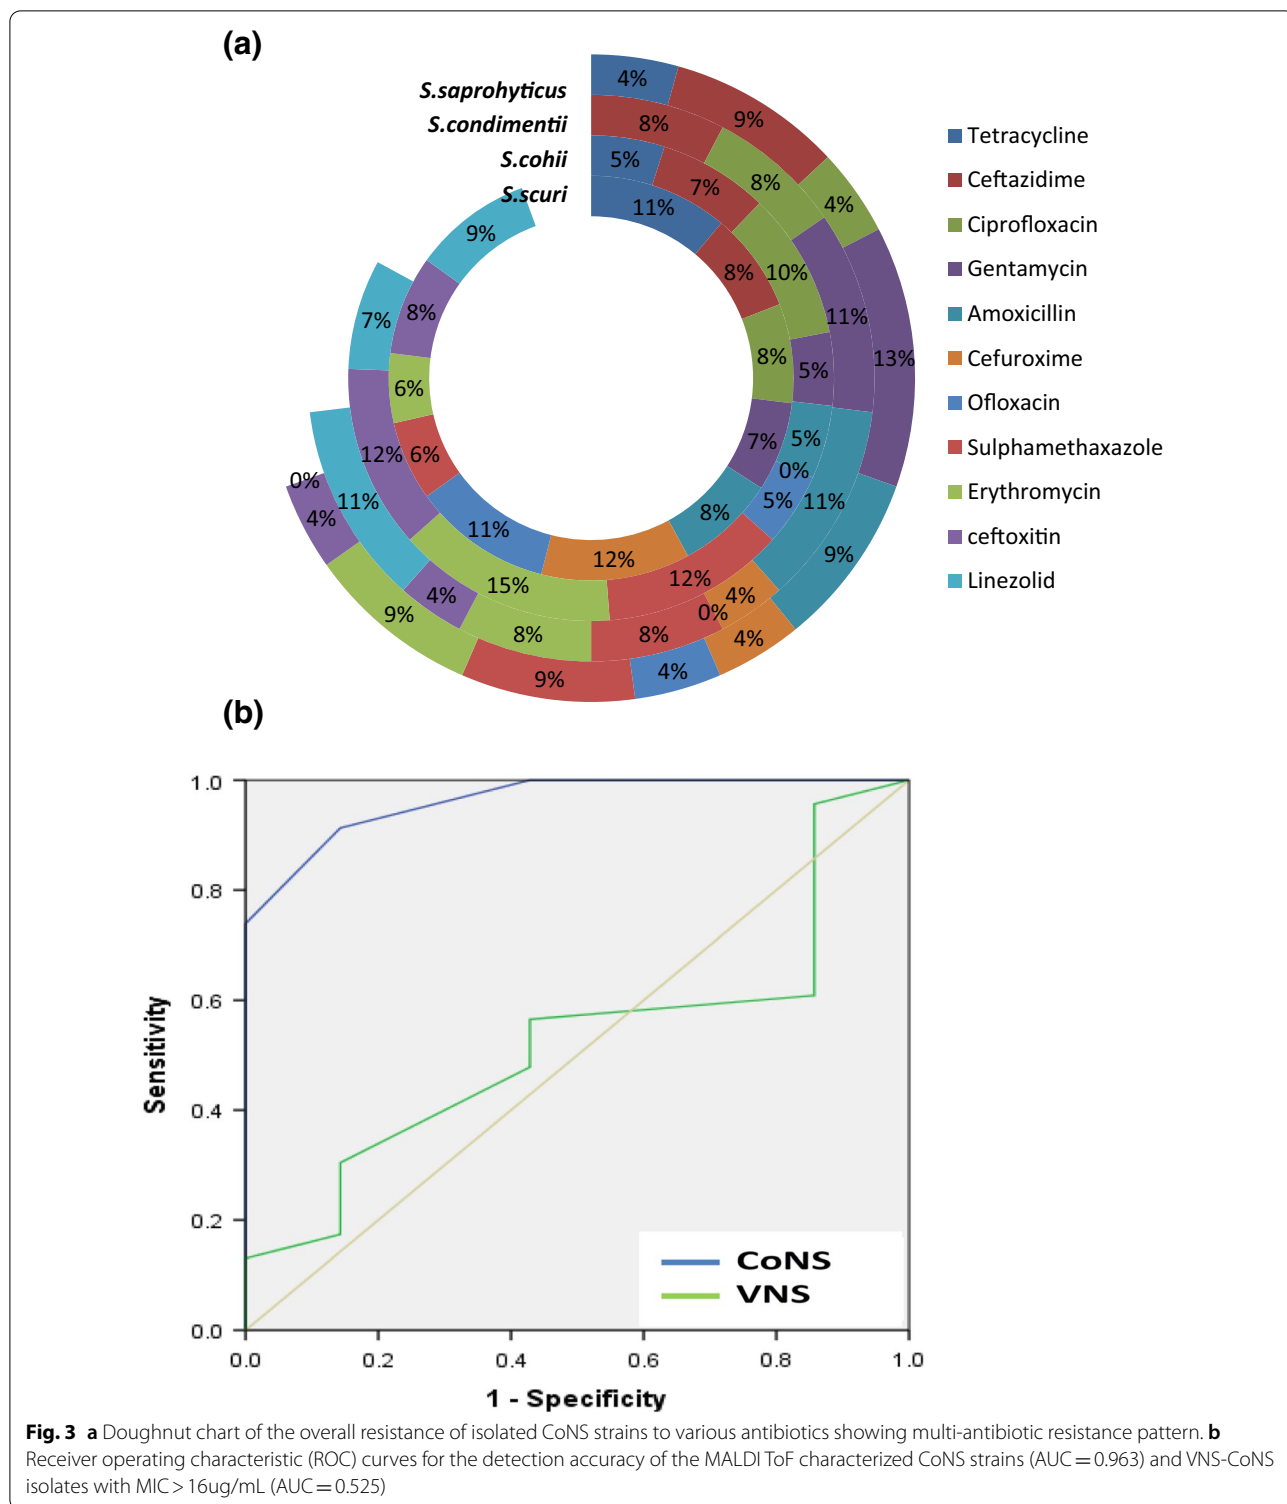 (a)
S.saprohyticus
S.condimentii
S.cohii
S.scuri
4%
9%
4%
13%
9%
4%
4%
9%
9%
4%
0%
8%
8%
11%
11%
4%
0%
8%
8%
4%
11%
5%
7%
10%
5%
5%
0%
5%
12%
15%
12%
7%
11%
8%
8%
7%
8%
12%
11%
6%
6%
8%
9%
Tetracycline
Ceftazidime
Ciprofloxacin
Gentamycin
Amoxicillin
Cefuroxime
Ofloxacin
Sulphamethaxazole
Erythromycin
ceftoxitin
Linezolid
(b)
1.0
0.8
0.6
0.4
0.2
0.0
Sensitivity
0.0 0.2 0.4 0.6 0.8 1.0
1 - Specificity
CoNS
VNS
Fig. 3 a Doughnut chart of the overall resistance of isolated CoNS strains to various antibiotics showing multi-antibiotic resistance pattern. b
Receiver operating characteristic (ROC) curves for the detection accuracy of the MALDI ToF characterized CoNS strains (AUC = 0.963) and VNS-CoNS
isolates with MIC > 16ug/mL (AUC = 0.525)